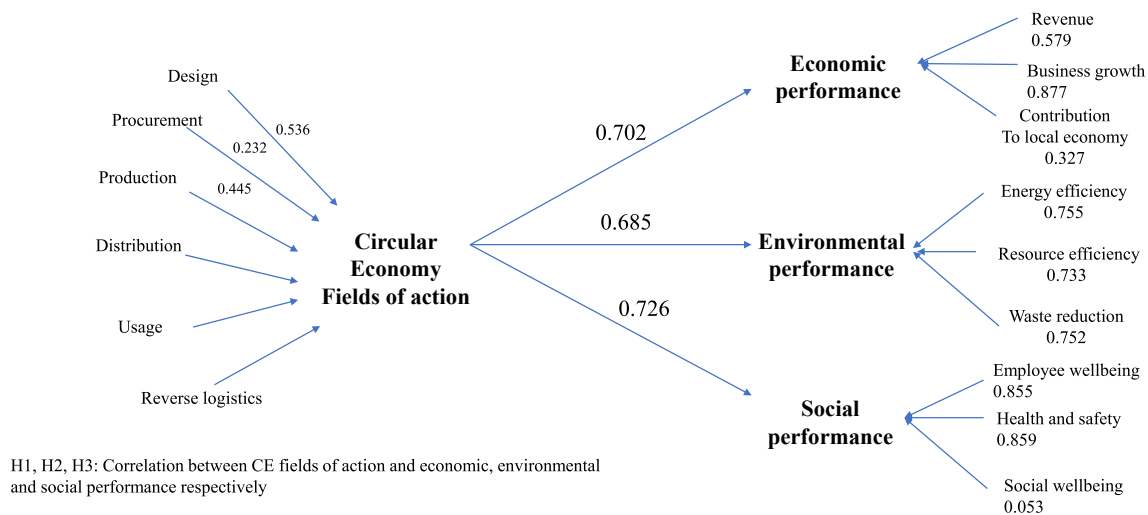 Design
0.536
Procurement
0.232
Production
0.445
Distribution
Usage
Reverse logistics
Circular
Economy
Fields of action
0.702
0.685
0.726
Economic
performance
Environmental
performance
Social
performance
Revenue
0.579
Business growth
0.877
Contribution
To local economy
0.327
Energy efficiency
0.755
Resource efficiency
0.733
Waste reduction
0.752
Employee wellbeing
0.855
Health and safety
0.859
Social wellbeing
0.053
H1, H2, H3: Correlation between CE fields of action and economic, environmental
and social performance respectively